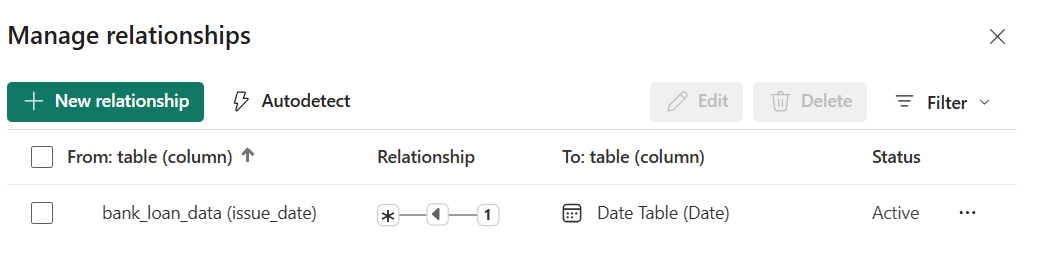 Manage relationships
New relationship Autodetect Edit Delete Filter
From: table (column) Relationship To: table (column) Status
bank_loan_data (issue_date) * 1 Date Table (Date) Active